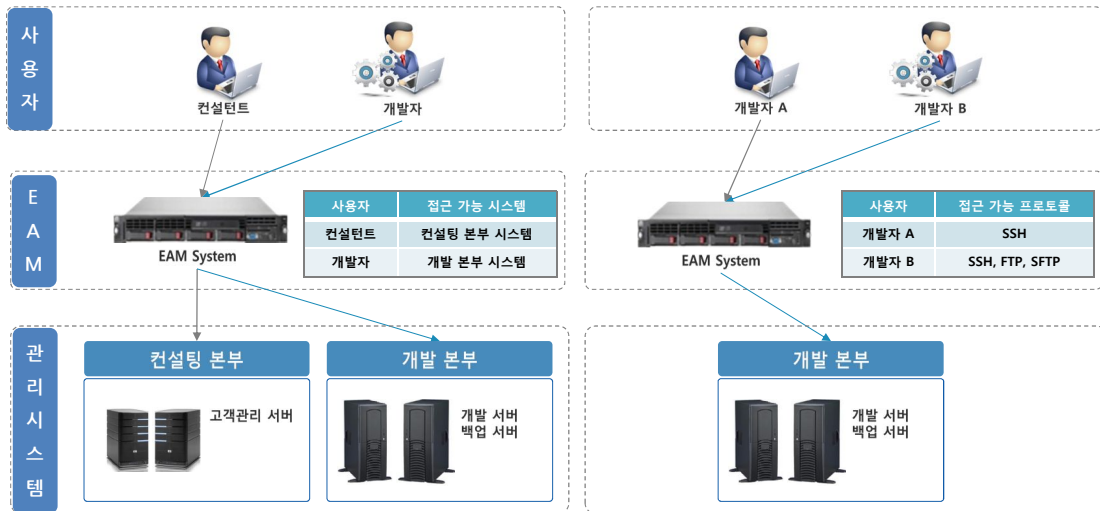 사용자
컨설턴트
개발자
개발자 A
개발자 B
EAM
EAM System
사용자 접근 가능 시스템
컨설턴트 컨설팅 본부 시스템
개발자 개발 본부 시스템
EAM System
사용자 접근 가능 프로토콜
개발자 A SSH
개발자 B SSH, FTP, SFTP
관리시스템
컨설팅 본부
고객관리 서버
개발 본부
개발 서버
백업 서버
개발 본부
개발 서버
백업 서버